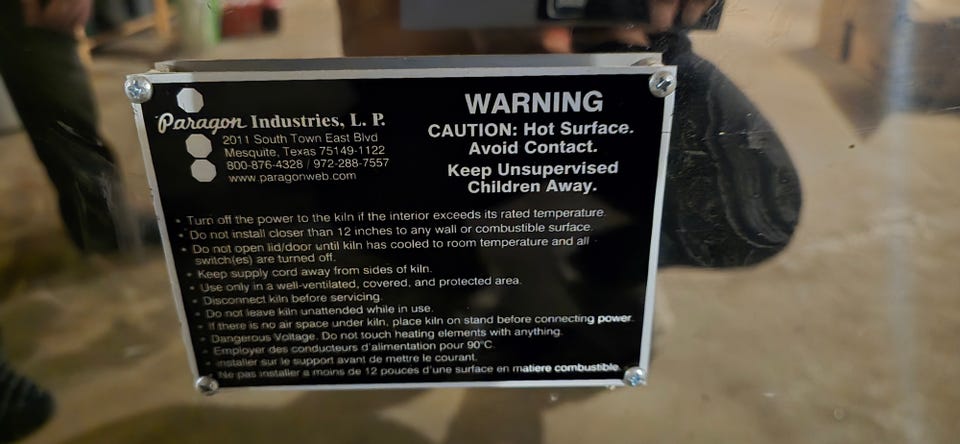 Paragon Industries, L. P.
2011 South Town East Blvd
Mesquite, Texas 75149-1122
800-876-4328 / 972-288-7557
www.paragonweb.com
WARNING
CAUTION: Hot Surface.
Avoid Contact.
Keep Unsupervised
Children Away.
• Turn off the power to the kiln if the interior exceeds its rated temperature.
• Do not install closer than 12 inches to any wall or combustible surface.
• Do not open lid/door until kiln has cooled to room temperature and all
switch(es) are turned off.
• Keep supply cord away from sides of kiln.
• Use only in a well-ventilated, covered, and protected area.
• Disconnect kiln before servicing.
• Do not leave kiln unattended while in use.
• If there is no air space under kiln, place kiln on stand before connecting power.
• Dangerous Voltage. Do not touch heating elements with anything.
• Employer des conducteurs d'alimentation pour 90°C.
• Installer sur le support avant de mettre le courant.
• Ne pas installer a moins de 12 pouces d'une surface en matiere combustible.